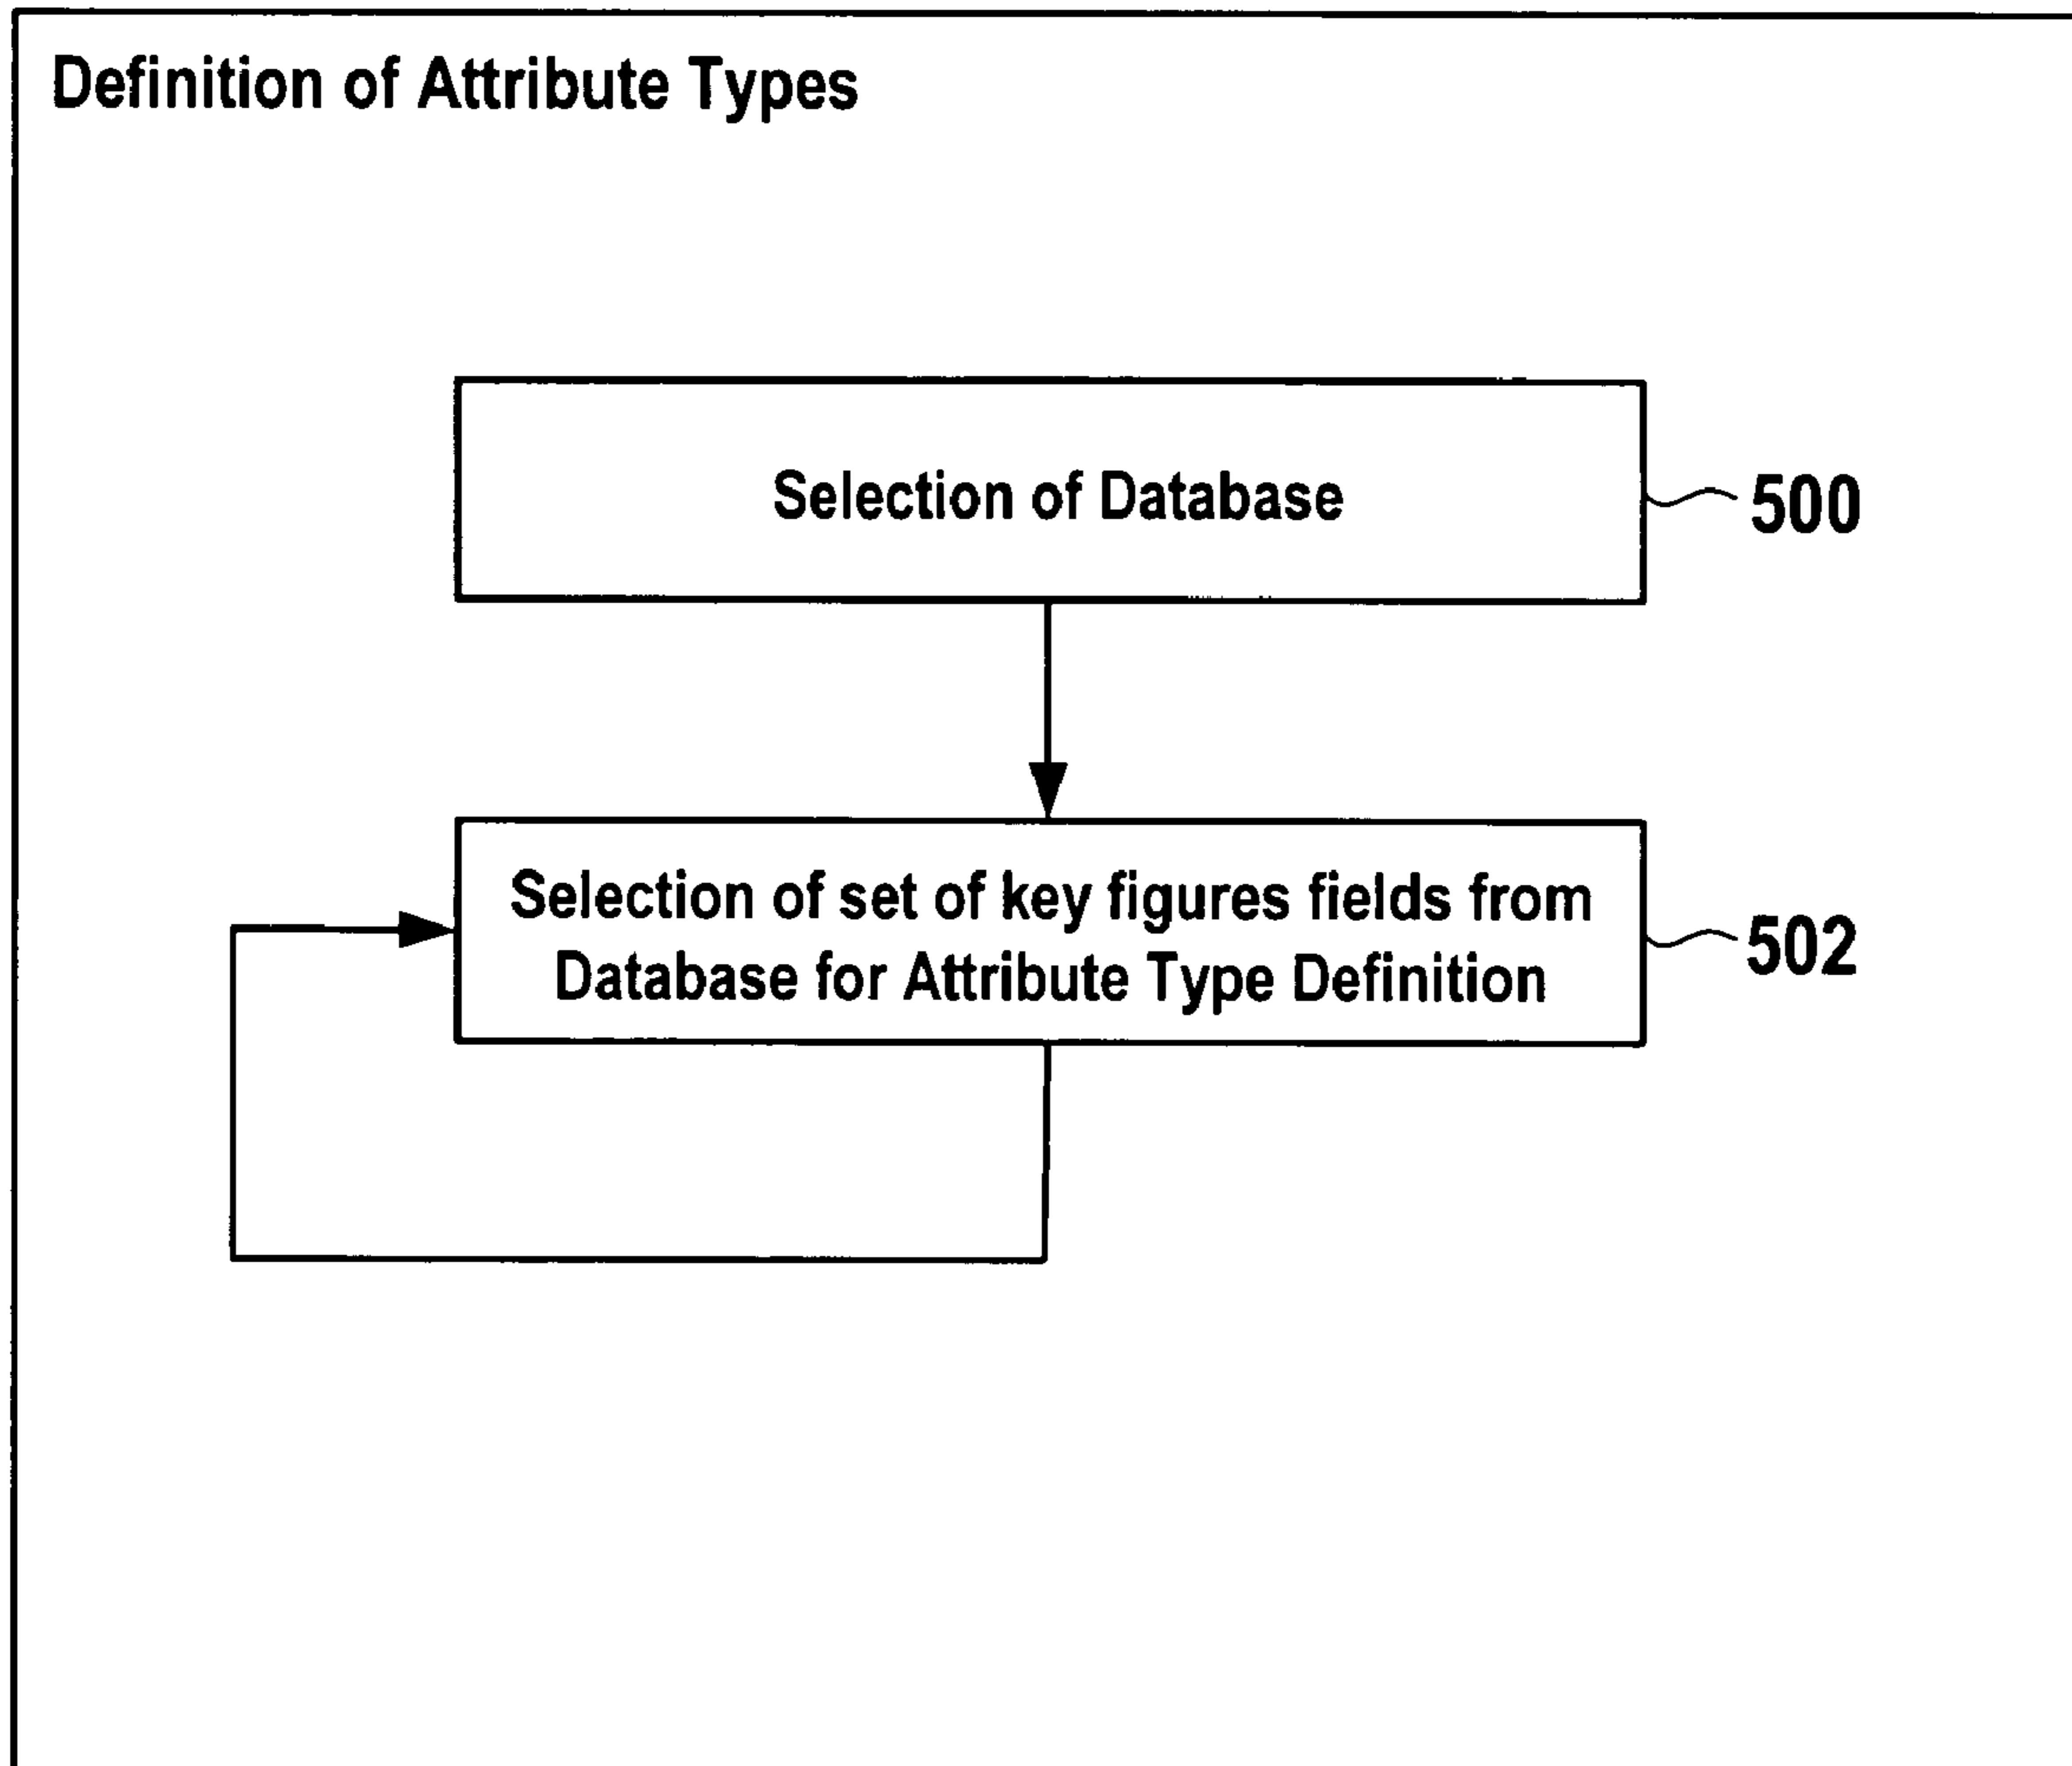 Definition of Attribute Types
Selection of Database
500
Selection of set of key figures fields from
Database for Attribute Type Definition
502